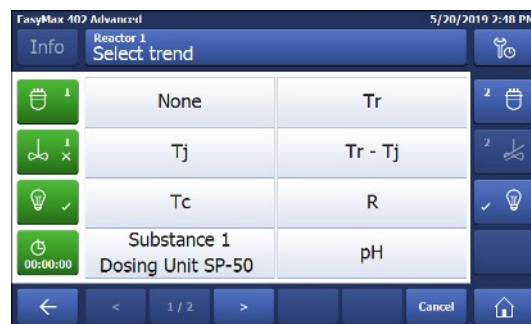 EasyMax 402 Advanced 5/20/2019 2:48 PM
Info Reactor 1
Select trend
1 None Tr 2
1 Tj Tr - Tj 2
Tc R
00:00:00 Substance 1
Dosing Unit SP-50 pH
< 1 / 2 > Cancel